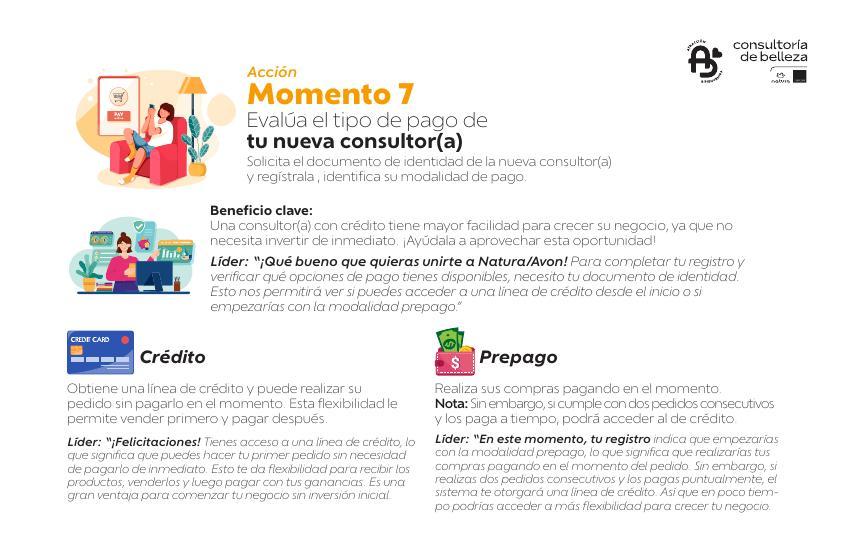 consultoría
de belleza
natura
Acción
Momento 7
Evalúa el tipo de pago de
tu nueva consultor(a)
Solicita el documento de identidad de la nueva consultor(a)
y regístrala , identifica su modalidad de pago.
PAY
Beneficio clave:
Una consultor(a) con crédito tiene mayor facilidad para crecer su negocio, ya que no
necesita invertir de inmediato. ¡Ayúdala a aprovechar esta oportunidad!
Líder: “¡Qué bueno que quieras unirte a Natura/Avon! Para completar tu registro y
verificar qué opciones de pago tienes disponibles, necesito tu documento de identidad.
Esto nos permitirá ver si puedes acceder a una línea de crédito desde el inicio o si
empezarías con la modalidad prepago.”
CREDIT CARD
Crédito
Obtiene una línea de crédito y puede realizar su
pedido sin pagarlo en el momento. Esta flexibilidad le
permite vender primero y pagar después.
Líder: “¡Felicitaciones! Tienes acceso a una línea de crédito, lo
que significa que puedes hacer tu primer pedido sin necesidad
de pagarlo de inmediato. Esto te da flexibilidad para recibir los
productos, venderlos y luego pagar con tus ganancias. Es una
gran ventaja para comenzar tu negocio sin inversión inicial.
$
Prepago
Realiza sus compras pagando en el momento.
Nota: Sin embargo, si cumple con dos pedidos consecutivos
y los paga a tiempo, podrá acceder al de crédito.
Líder: “En este momento, tu registro indica que empezarías
con la modalidad prepago, lo que significa que realizarías tus
compras pagando en el momento del pedido. Sin embargo, si
realizas dos pedidos consecutivos y los pagas puntualmente, el
sistema te otorgará una línea de crédito. Así que en poco tiem-
po podrías acceder a más flexibilidad para crecer tu negocio.